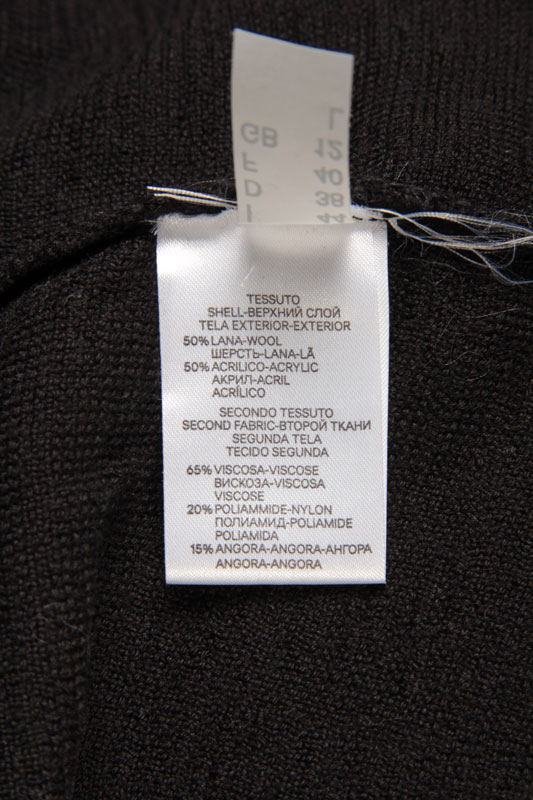 L
GB 12
F 40
D 38
I 44
TESSUTO
SHELL-ВЕРХНИЙ СЛОЙ
TELA EXTERIOR-EXTERIOR
50% LANA-WOOL
ШЕРСТЬ-LANA-LÃ
50% ACRILICO-ACRYLIC
АКРИЛ-ACRIL
ACRÍLICO
SECONDO TESSUTO
SECOND FABRIC-ВТОРОЙ ТКАНИ
SEGUNDA TELA
TECIDO SEGUNDA
65% VISCOSA-VISCOSE
ВИСКОЗА-VISCOSA
VISCOSE
20% POLIAMMIDE-NYLON
ПОЛИАМИД-POLIAMIDE
POLIAMIDA
15% ANGORA-ANGORA-АНГОРА
ANGORA-ANGORA